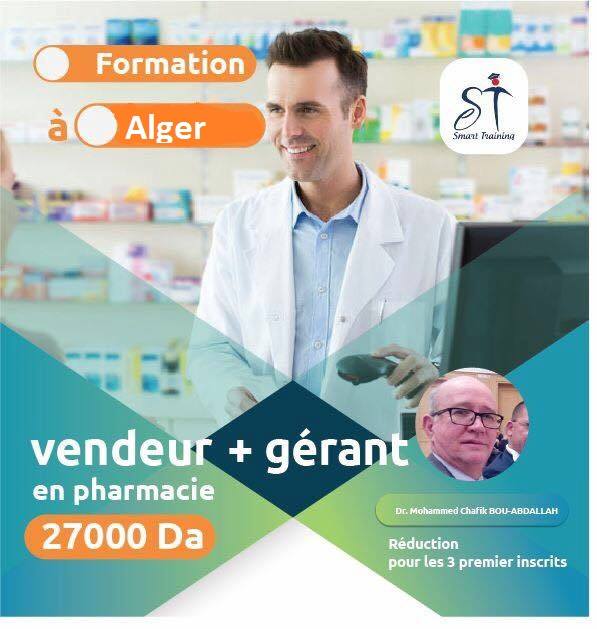 Formation
à Alger
ST
Smart Training
vendeur + gérant
en pharmacie
27000 Da
Dr. Mohammed Chafik BOU-ABDALLAH
Réduction
pour les 3 premier inscrits